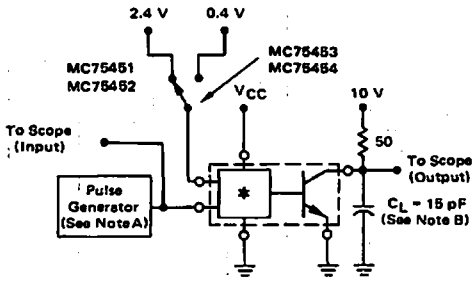 2.4 V
0.4 V
MC75451
MC75452
MC75453
MC75454
VCC
10 V
50
To Scope
(Input)
To Scope
(Output)
Pulse
Generator
(See Note A)
*
CL = 15 pF
(See Note B)